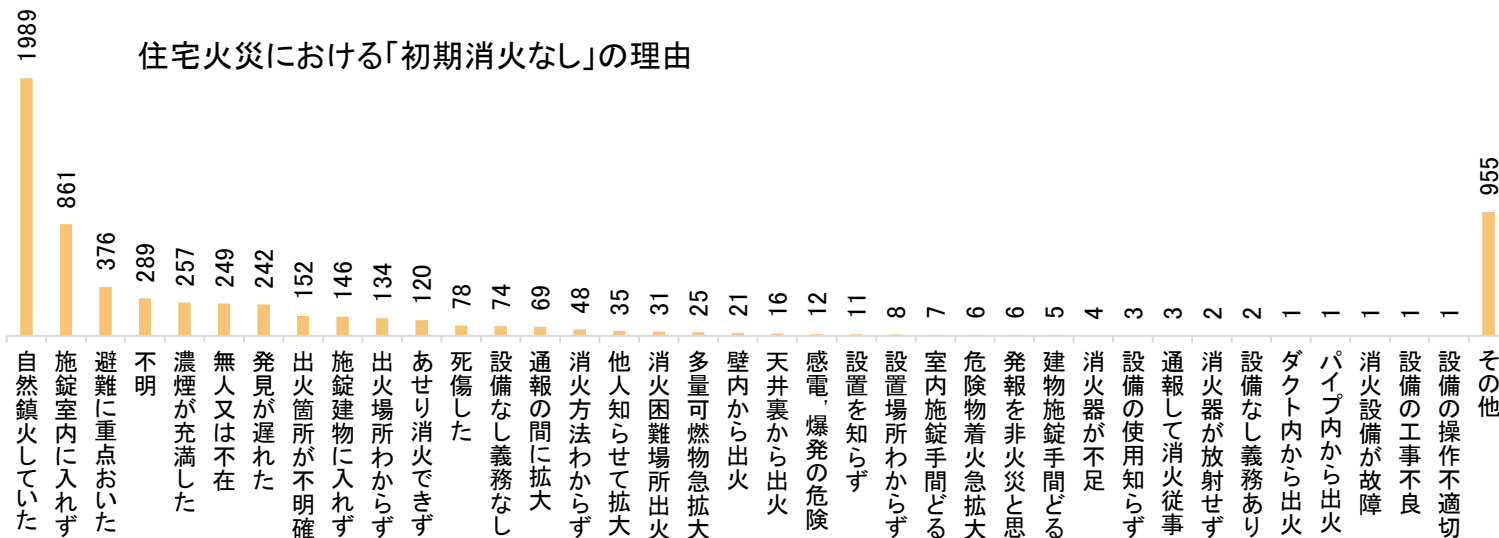 住宅火災における「初期消火なし」の理由
1989
861
376
289
257
249
242
152
146
134
120
78
74
69
48
35
31
25
21
16
12
11
8
7
6
6
5
4
3
3
2
2
1
1
1
1
1
955
自然鎮火していた
施錠室内に入れず
避難に重点おいた
不明
濃煙が充満した
無人又は不在
発見が遅れた
出火箇所が不明確
施錠建物に入れず
出火場所わからず
あせり消火できず
死傷した
設備なし義務なし
通報の間に拡大
消火方法わからず
他人知らせて拡大
消火困難場所出火
多量可燃物急拡大
壁内から出火
天井裏から出火
感電，爆発の危険
設置を知らず
設置場所わからず
室内施錠手間どる
危険物着火急拡大
発報を非火災と思
建物施錠手間どる
消火器が不足
設備の使用知らず
通報して消火従事
消火器が放射せず
設備なし義務あり
ダクト内から出火
パイプ内から出火
消火設備が故障
設備の工事不良
設備の操作不適切
その他